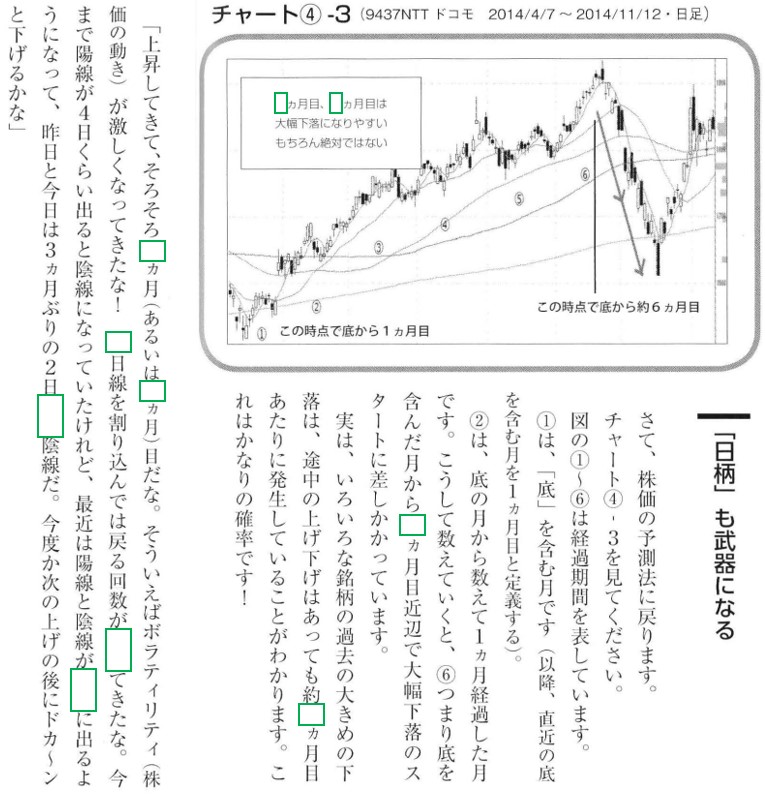 チャート④-3（9437NTTドコモ　2014/4/7～2014/11/12・日足）
□ヵ月目、□ヵ月目は
大幅下落になりやすい
もちろん絶対ではない
①
②
③
④
⑤
⑥
この時点で底から1ヵ月目
この時点で底から約6ヵ月目
「日柄」も武器になる
さて、株価の予測法に戻ります。
チャート④-3を見てください。
図の①～⑥は経過期間を表しています。
①は、「底」を含む月です（以降、直近の底
を含む月を1ヵ月目と定義する）。
②は、底の月から数えて1ヵ月経過した月
です。こうして数えていくと、⑥つまり底を
含んだ月から□ヵ月目近辺で大幅下落のス
タートに差しかかっています。
実は、いろいろな銘柄の過去の大きめの下
落は、途中の上げ下げはあっても約□ヵ月目
あたりに発生していることがわかります。こ
れはかなりの確率です！
「上昇してきて、そろそろ□ヵ月（あるいは□ヵ月）目だな。そういえばボラティリティ（株
価の動き）が激しくなってきたな！　□日線を割り込んでは戻る回数が□てきたな。今
まで陽線が4日くらい出ると陰線になっていたけれど、最近は陽線と陰線が□に出るよ
うになって、昨日と今日は3ヵ月ぶりの2日□陰線だ。今度か次の上げの後にドカ～ン
と下げるかな」